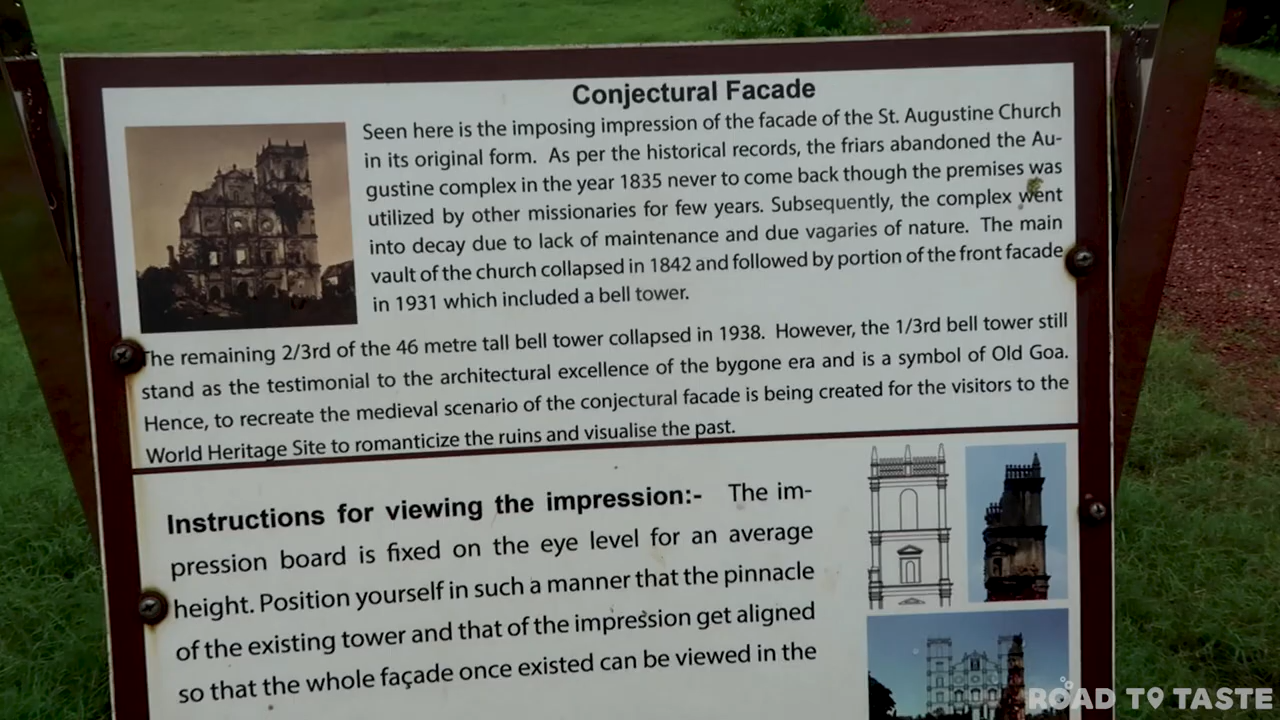 Conjectural Facade
Seen here is the imposing impression of the facade of the St. Augustine Church
in its original form. As per the historical records, the friars abandoned the Au-
gustine complex in the year 1835 never to come back though the premises was
utilized by other missionaries for few years. Subsequently, the complex went
into decay due to lack of maintenance and due vagaries of nature. The main
vault of the church collapsed in 1842 and followed by portion of the front facade
in 1931 which included a bell tower.
The remaining 2/3rd of the 46 metre tall bell tower collapsed in 1938. However, the 1/3rd bell tower still
stand as the testimonial to the architectural excellence of the bygone era and is a symbol of Old Goa.
Hence, to recreate the medieval scenario of the conjectural facade is being created for the visitors to the
World Heritage Site to romanticize the ruins and visualise the past.
Instructions for viewing the impression:- The im-
pression board is fixed on the eye level for an average
height. Position yourself in such a manner that the pinnacle
of the existing tower and that of the impression get aligned
so that the whole façade once existed can be viewed in the
ROAD TO TASTE